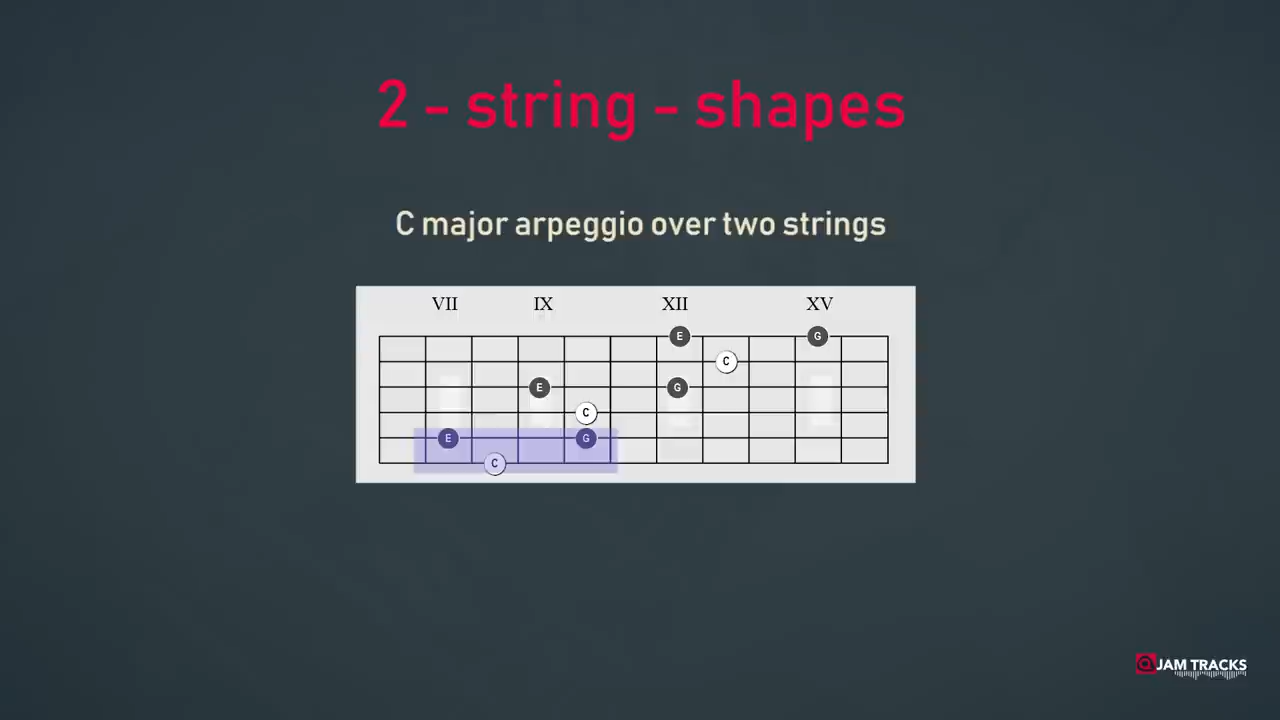 2 - string - shapes
C major arpeggio over two strings
VII IX XII XV
E G
C
E G
C
E G
C
@JAM TRACKS